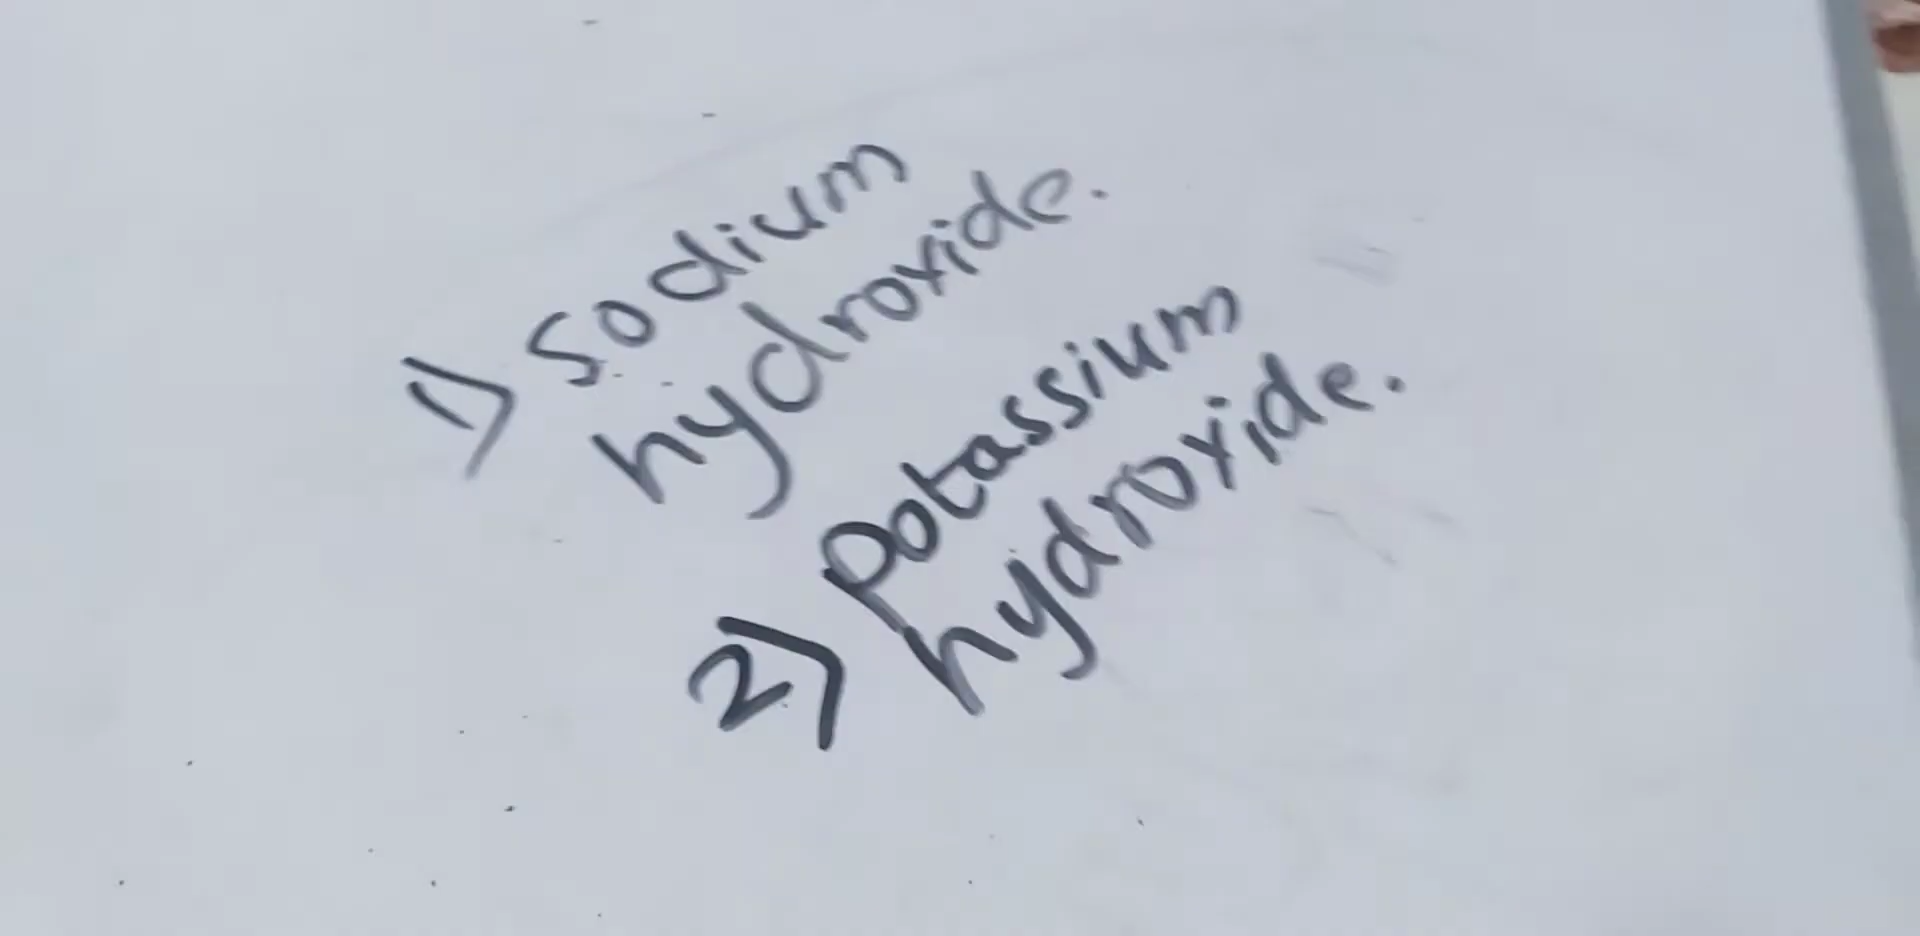 1) Sodium
hydroxide.
2) Potassium
hydroxide.